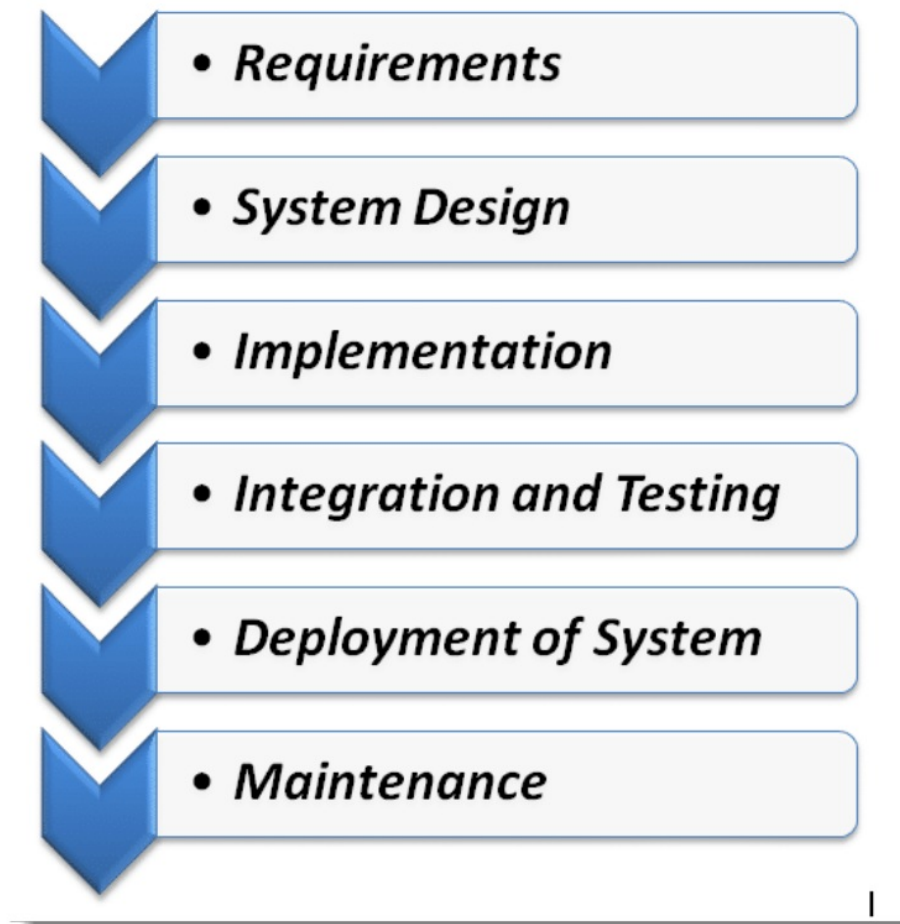 • Requirements
• System Design
• Implementation
• Integration and Testing
• Deployment of System
• Maintenance